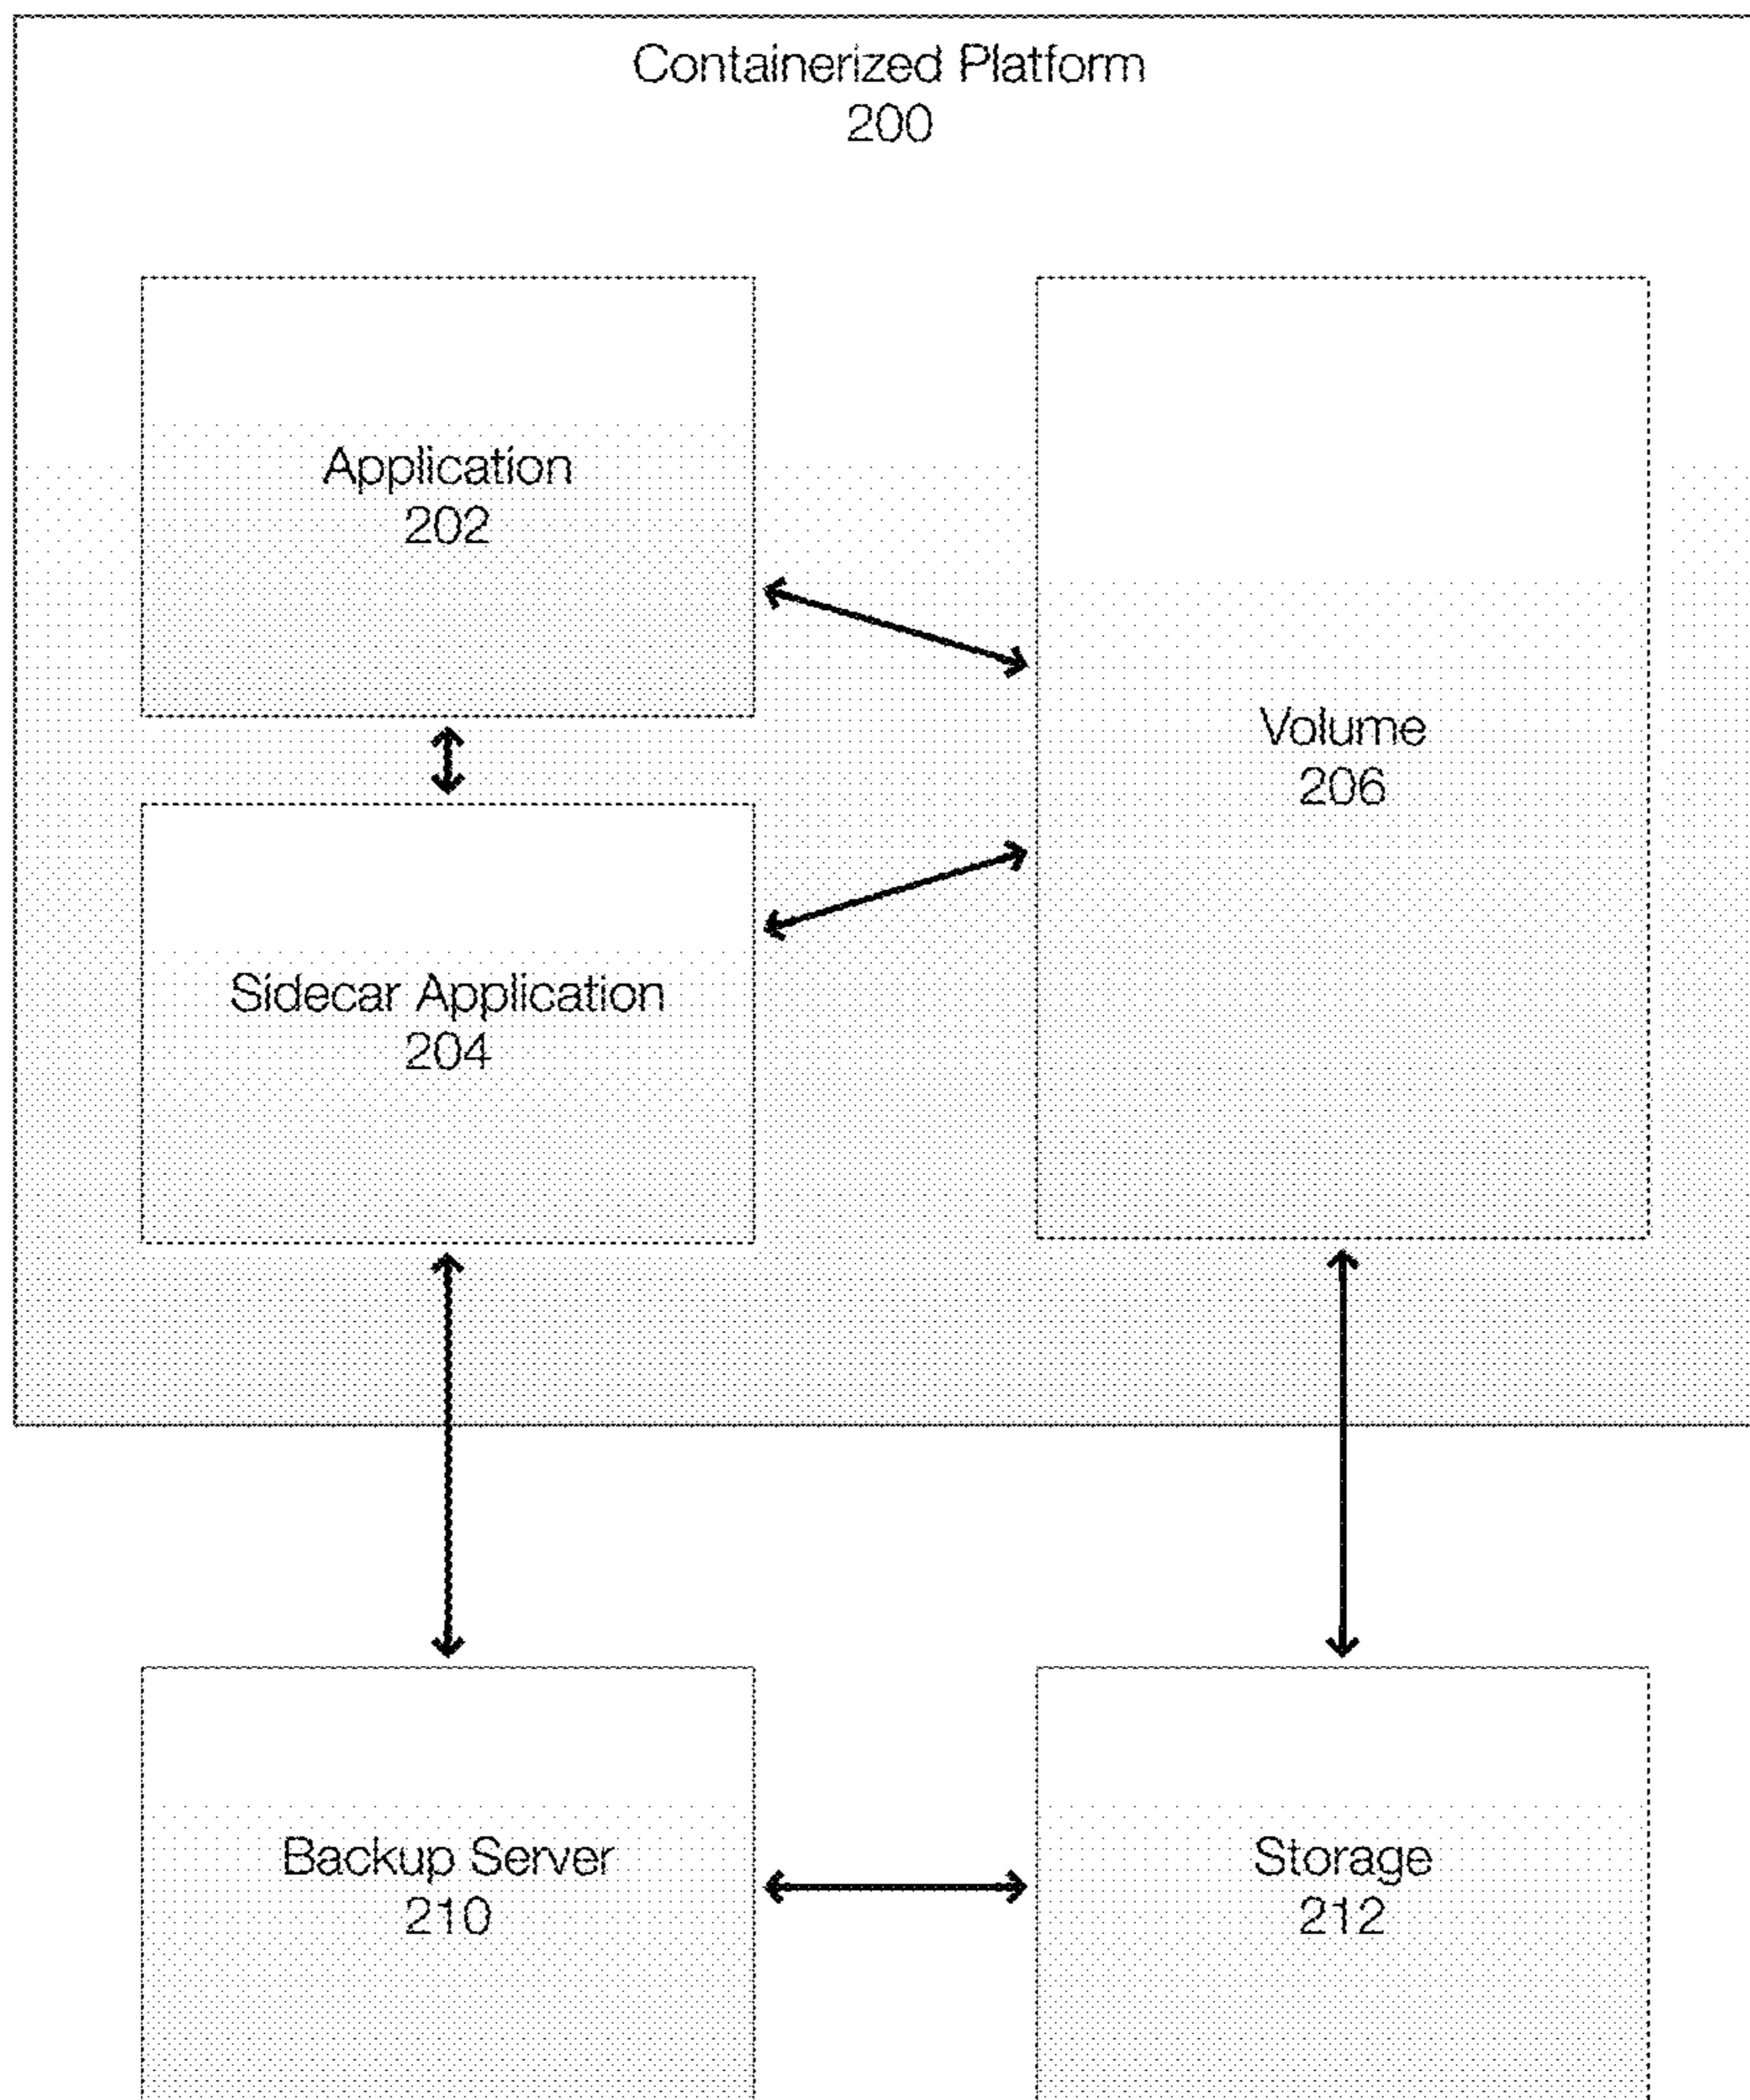 Containerized Platform
200
Application
202
Volume
206
Sidecar Application
204
Backup Server
210
Storage
212